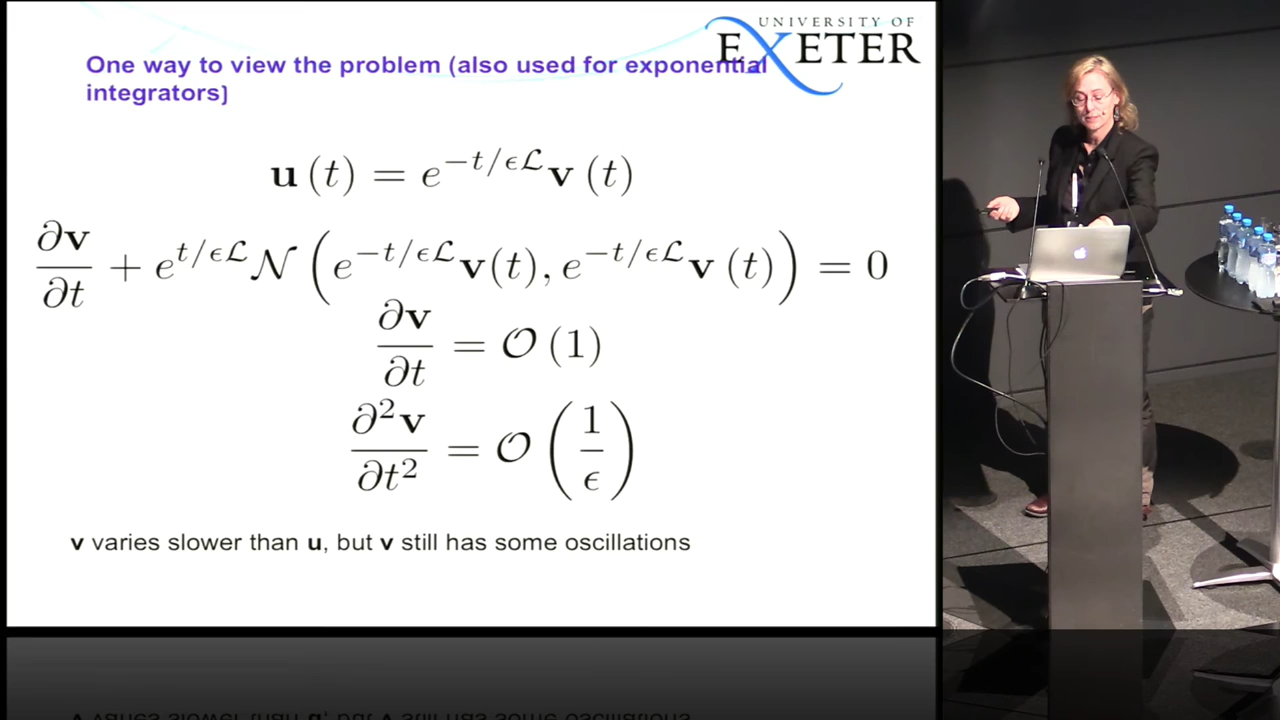 UNIVERSITY OF
EXETER
One way to view the problem (also used for exponential
integrators)
u (t) = e^{−t/ϵℒ} v (t)
∂v/∂t + e^{t/ϵℒ} 𝒩 ( e^{−t/ϵℒ} v(t), e^{−t/ϵℒ} v (t) ) = 0
∂v/∂t = 𝒪 (1)
∂²v/∂t² = 𝒪 (1/ϵ)
v varies slower than u, but v still has some oscillations